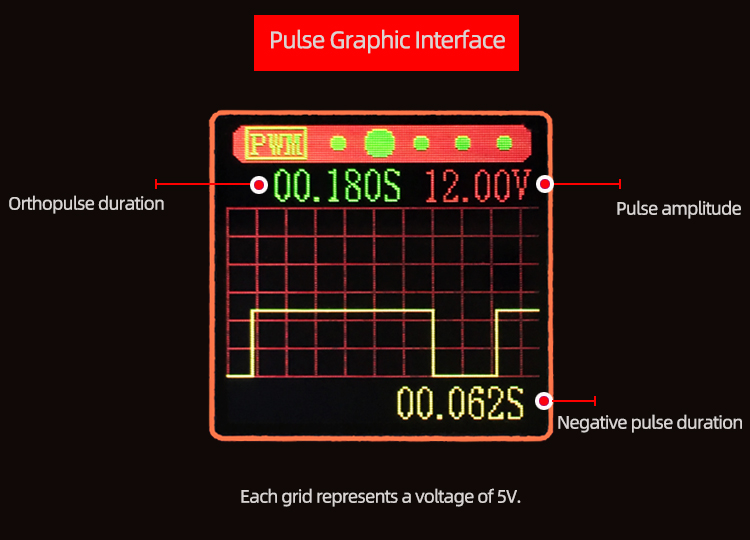 Pulse Graphic Interface
PWM
00.180S 12.00V
Orthopulse duration
Pulse amplitude
00.062S
Negative pulse duration
Each grid represents a voltage of 5V.